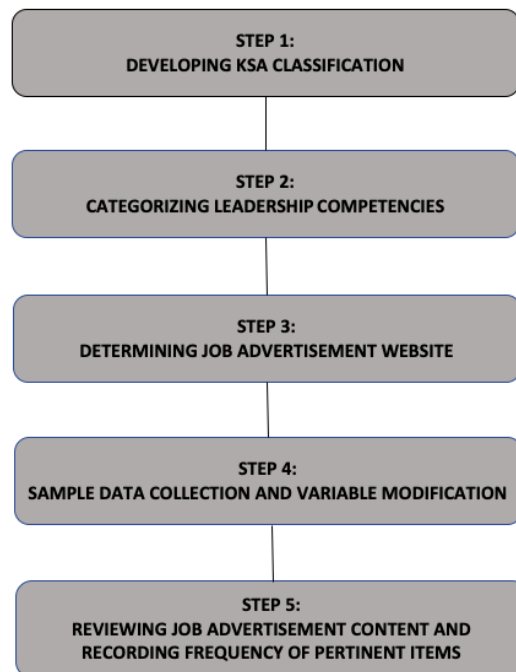 STEP 1:
DEVELOPING KSA CLASSIFICATION
STEP 2:
CATEGORIZING LEADERSHIP COMPETENCIES
STEP 3:
DETERMINING JOB ADVERTISEMENT WEBSITE
STEP 4:
SAMPLE DATA COLLECTION AND VARIABLE MODIFICATION
STEP 5:
REVIEWING JOB ADVERTISEMENT CONTENT AND
RECORDING FREQUENCY OF PERTINENT ITEMS